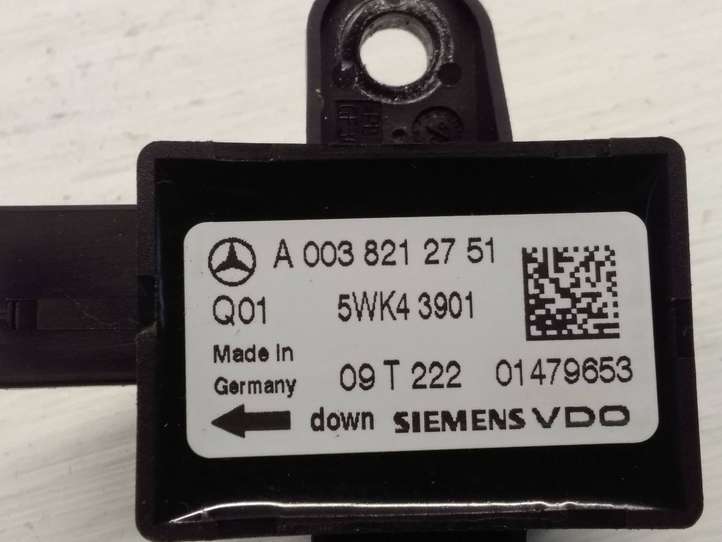 A 003 821 27 51
Q01 5WK4 3901
Made in
Germany 09 T 222 01479653
down SIEMENS VDO